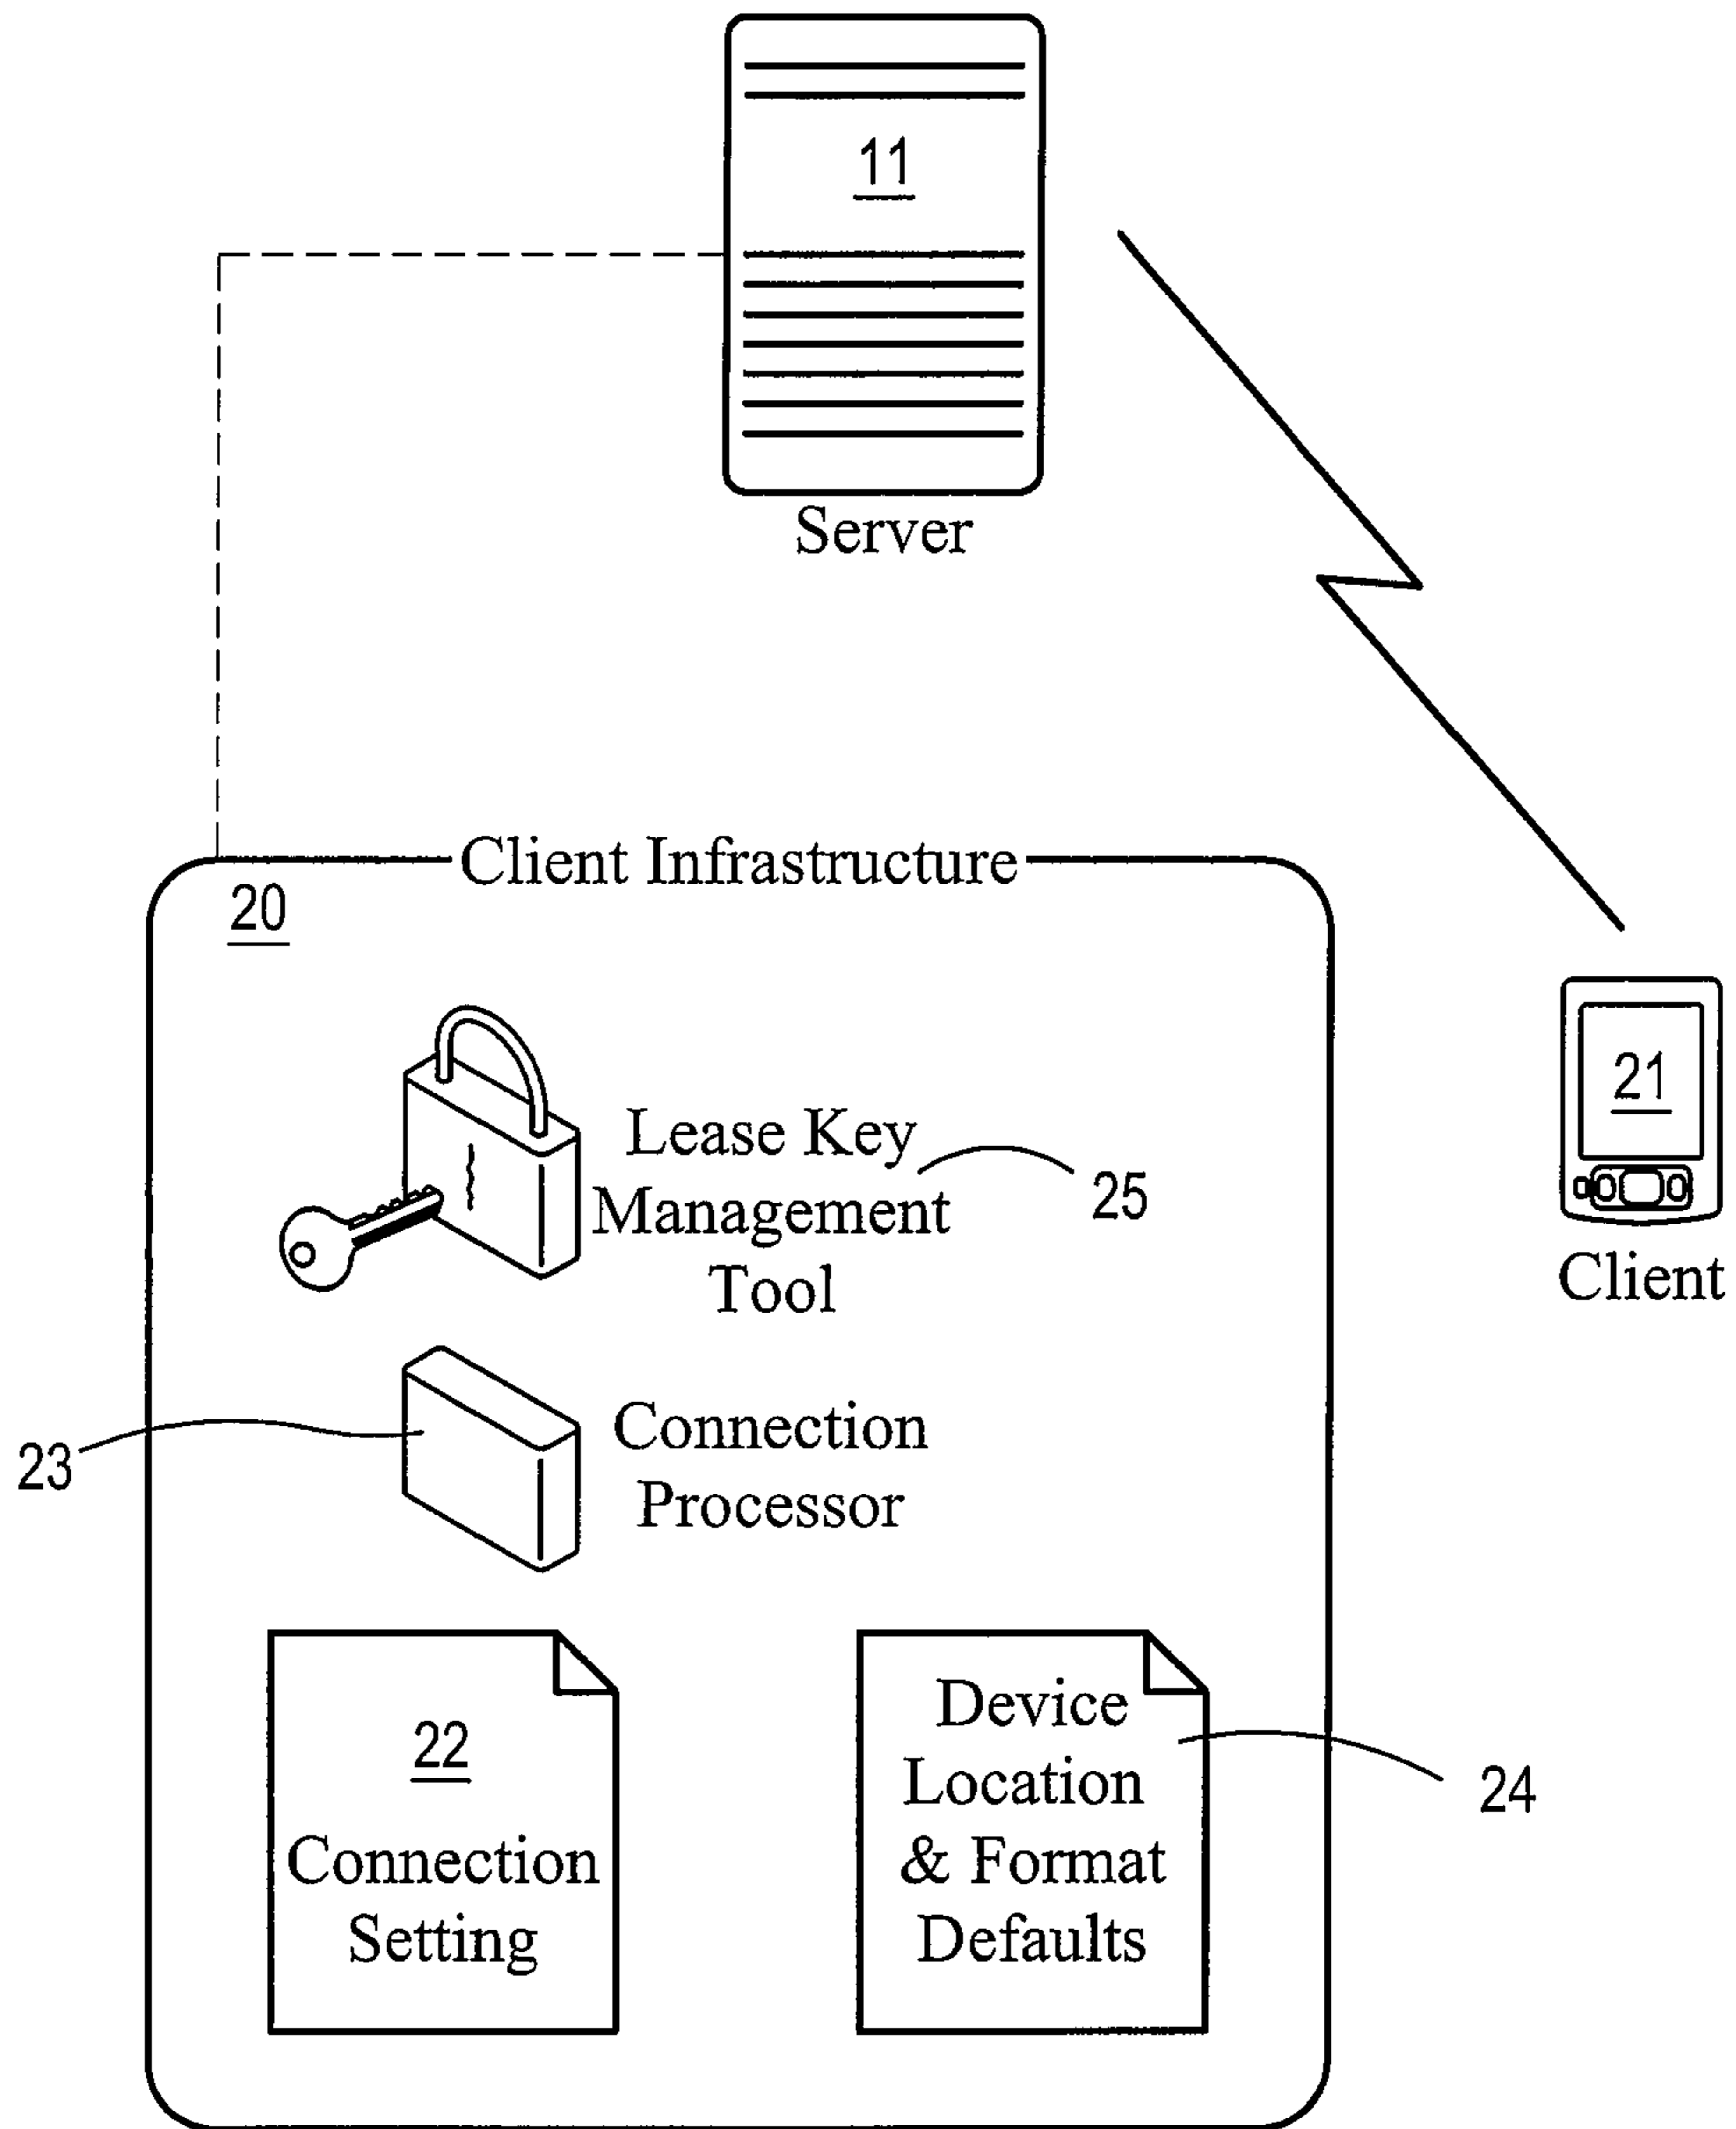 11
Server
Client Infrastructure
20
21
Client
Lease Key
Management
Tool
25
Connection
Processor
23
22
Connection
Setting
Device
Location
& Format
Defaults
24